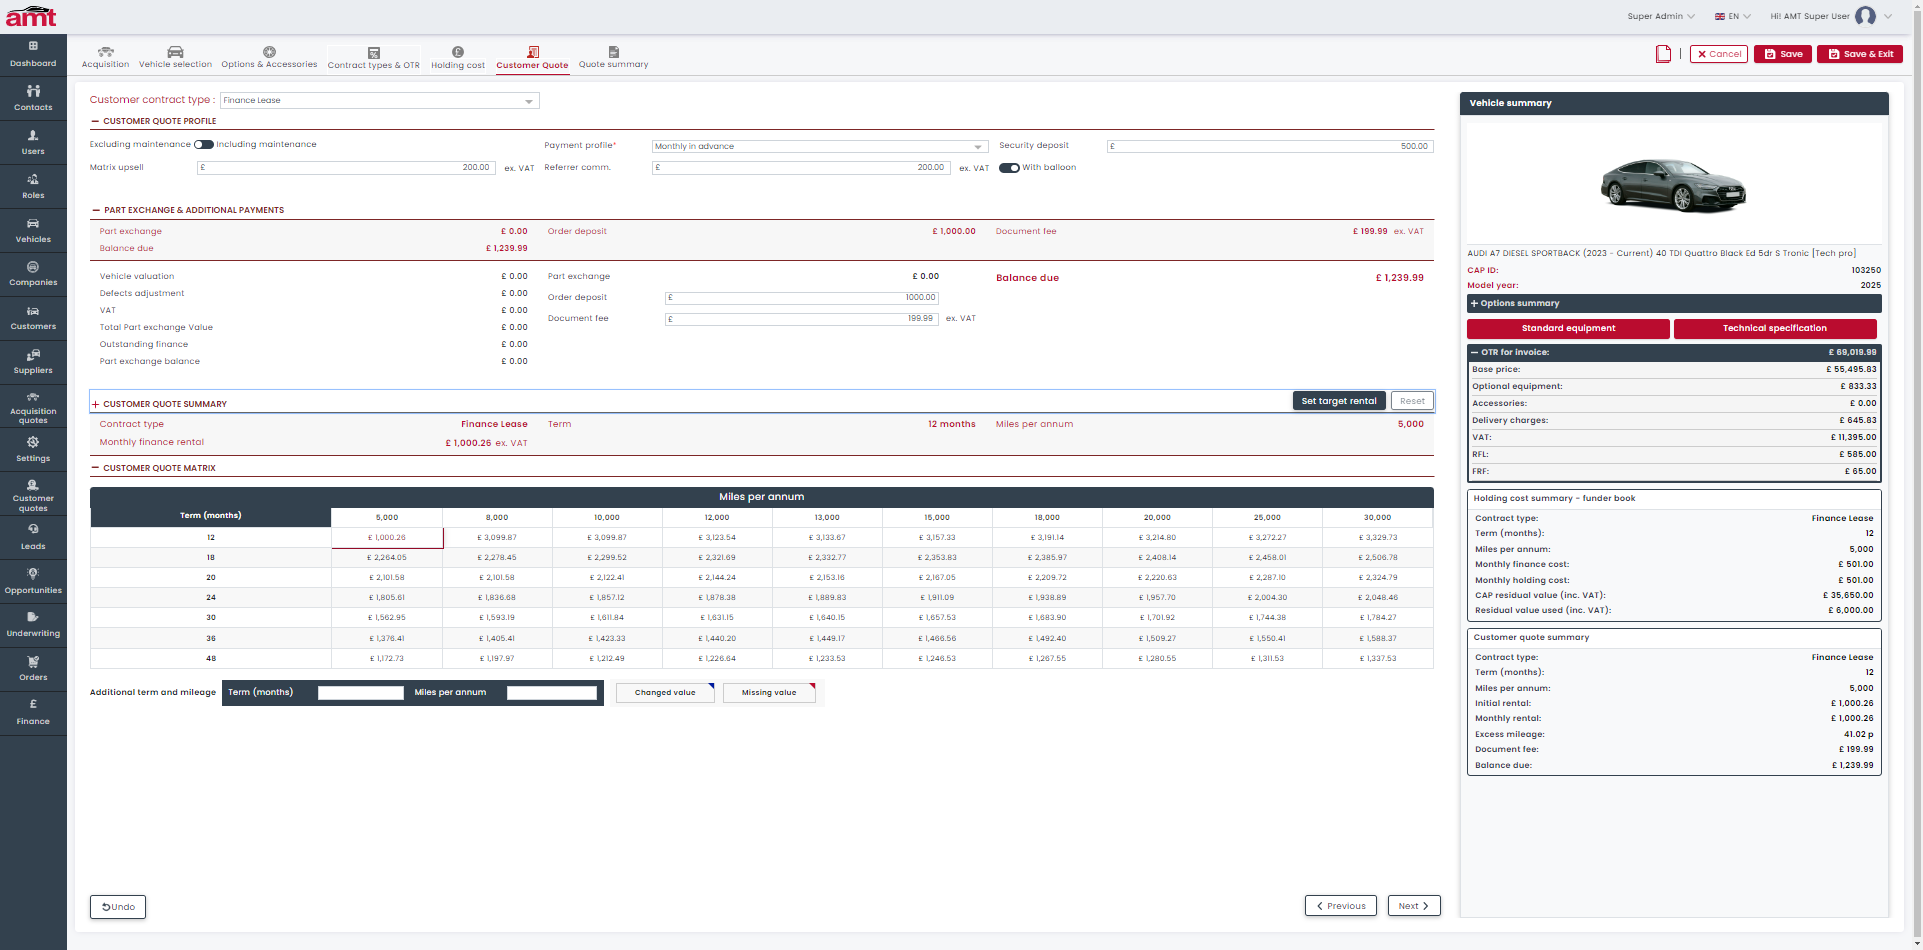 amt
Super Admin
EN
Hi! AMT Super User
Dashboard
Contacts
Users
Roles
Vehicles
Companies
Customers
Suppliers
Acquisition
quotes
Settings
Customer
quotes
Leads
Opportunities
Underwriting
Orders
Finance
Acquisition
Vehicle selection
Options & Accessories
Contract types & OTR
Holding cost
Customer Quote
Quote summary
Cancel
Save
Save & Exit
Customer contract type : Finance Lease
CUSTOMER QUOTE PROFILE
Excluding maintenance Including maintenance
Payment profile* Monthly in advance
Security deposit £ 500.00
Matrix upsell £ 200.00 ex. VAT
Referrer comm. £ 200.00 ex. VAT
With balloon
PART EXCHANGE & ADDITIONAL PAYMENTS
Part exchange £ 0.00
Order deposit £ 1,000.00
Document fee £ 199.99 ex. VAT
Balance due £ 1,239.99
Vehicle valuation £ 0.00
Defects adjustment £ 0.00
VAT £ 0.00
Total Part exchange Value £ 0.00
Outstanding finance £ 0.00
Part exchange balance £ 0.00
Part exchange £ 0.00
Order deposit £ 1000.00
Document fee £ 199.99 ex. VAT
Balance due £ 1,239.99
CUSTOMER QUOTE SUMMARY
Set target rental
Reset
Contract type Finance Lease
Term 12 months
Miles per annum 5,000
Monthly finance rental £ 1,000.26 ex. VAT
CUSTOMER QUOTE MATRIX
Miles per annum
Term (months) 5,000 8,000 10,000 12,000 13,000 15,000 18,000 20,000 25,000 30,000
12 £ 1,000.26 £ 3,099.87 £ 3,099.87 £ 3,123.54 £ 3,133.67 £ 3,157.33 £ 3,191.14 £ 3,214.80 £ 3,272.27 £ 3,329.73
18 £ 2,264.05 £ 2,278.45 £ 2,299.52 £ 2,321.69 £ 2,332.77 £ 2,353.83 £ 2,385.97 £ 2,408.14 £ 2,458.01 £ 2,506.78
20 £ 2,101.58 £ 2,101.58 £ 2,122.41 £ 2,144.24 £ 2,153.16 £ 2,167.05 £ 2,209.72 £ 2,220.63 £ 2,287.10 £ 2,324.79
24 £ 1,805.61 £ 1,836.68 £ 1,857.12 £ 1,878.38 £ 1,889.83 £ 1,911.09 £ 1,938.89 £ 1,957.70 £ 2,004.30 £ 2,048.46
30 £ 1,562.95 £ 1,593.19 £ 1,611.84 £ 1,631.15 £ 1,640.15 £ 1,657.53 £ 1,683.90 £ 1,701.92 £ 1,744.38 £ 1,784.27
36 £ 1,376.41 £ 1,405.41 £ 1,423.33 £ 1,440.20 £ 1,449.17 £ 1,466.56 £ 1,492.40 £ 1,509.27 £ 1,550.41 £ 1,588.37
48 £ 1,172.73 £ 1,197.97 £ 1,212.49 £ 1,226.64 £ 1,233.53 £ 1,246.53 £ 1,267.55 £ 1,280.55 £ 1,311.53 £ 1,337.53
Additional term and mileage Term (months) Miles per annum
Changed value
Missing value
Undo
Previous
Next
Vehicle summary
AUDI A7 DIESEL SPORTBACK (2023 - Current) 40 TDI Quattro Black Ed 5dr S Tronic [Tech pro]
CAP ID: 103250
Model year: 2025
Options summary
Standard equipment
Technical specification
OTR for invoice: £ 69,019.99
Base price: £ 55,495.83
Optional equipment: £ 833.33
Accessories: £ 0.00
Delivery charges: £ 645.83
VAT: £ 11,395.00
RFL: £ 585.00
FRF: £ 65.00
Holding cost summary - funder book
Contract type: Finance Lease
Term (months): 12
Miles per annum: 5,000
Monthly finance cost: £ 501.00
Monthly holding cost: £ 501.00
CAP residual value (inc. VAT): £ 35,650.00
Residual value used (inc. VAT): £ 6,000.00
Customer quote summary
Contract type: Finance Lease
Term (months): 12
Miles per annum: 5,000
Initial rental: £ 1,000.26
Monthly rental: £ 1,000.26
Excess mileage: 41.02 p
Document fee: £ 199.99
Balance due: £ 1,239.99